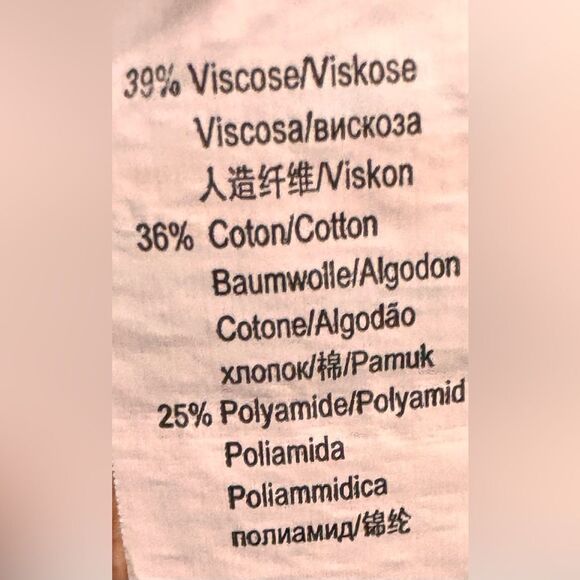 39% Viscose/Viskose
Viscosa/вискоза
人造纤维/Viskon
36% Coton/Cotton
Baumwolle/Algodon
Cotone/Algodão
хлопок/棉/Pamuk
25% Polyamide/Polyamid
Poliamida
Poliammidica
полиамид/锦纶